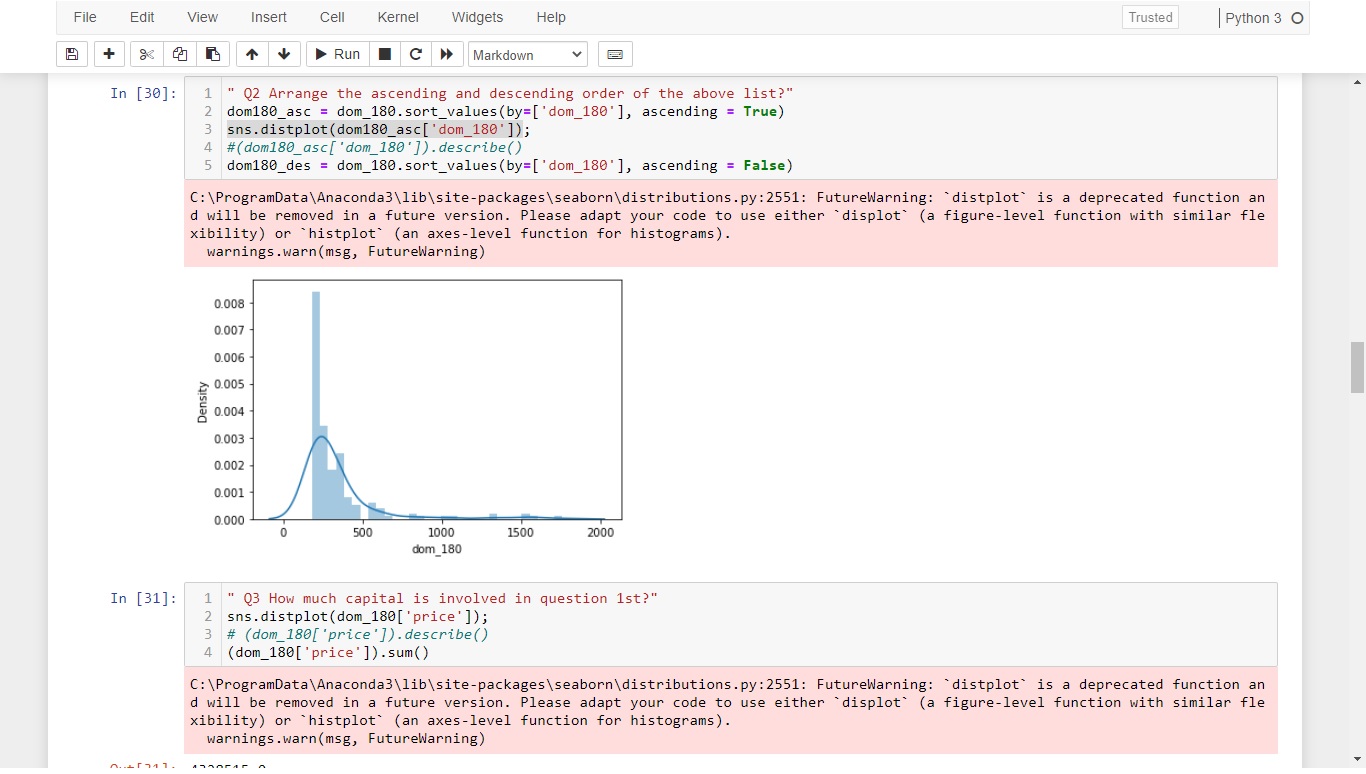 File Edit View Insert Cell Kernel Widgets Help Trusted Python 3
Run Markdown
In [30]:
1 " Q2 Arrange the ascending and descending order of the above list?"
2 dom180_asc = dom_180.sort_values(by=['dom_180'], ascending = True)
3 sns.distplot(dom180_asc['dom_180']);
4 #(dom180_asc['dom_180']).describe()
5 dom180_des = dom_180.sort_values(by=['dom_180'], ascending = False)
C:\ProgramData\Anaconda3\lib\site-packages\seaborn\distributions.py:2551: FutureWarning: `distplot` is a deprecated function an
d will be removed in a future version. Please adapt your code to use either `displot` (a figure-level function with similar fle
xibility) or `histplot` (an axes-level function for histograms).
warnings.warn(msg, FutureWarning)
0.008
0.007
0.006
0.005
0.004
0.003
0.002
0.001
0.000
Density
0 500 1000 1500 2000
dom_180
In [31]:
1 " Q3 How much capital is involved in question 1st?"
2 sns.distplot(dom_180['price']);
3 # (dom_180['price']).describe()
4 (dom_180['price']).sum()
C:\ProgramData\Anaconda3\lib\site-packages\seaborn\distributions.py:2551: FutureWarning: `distplot` is a deprecated function an
d will be removed in a future version. Please adapt your code to use either `displot` (a figure-level function with similar fle
xibility) or `histplot` (an axes-level function for histograms).
warnings.warn(msg, FutureWarning)
Out[31]: